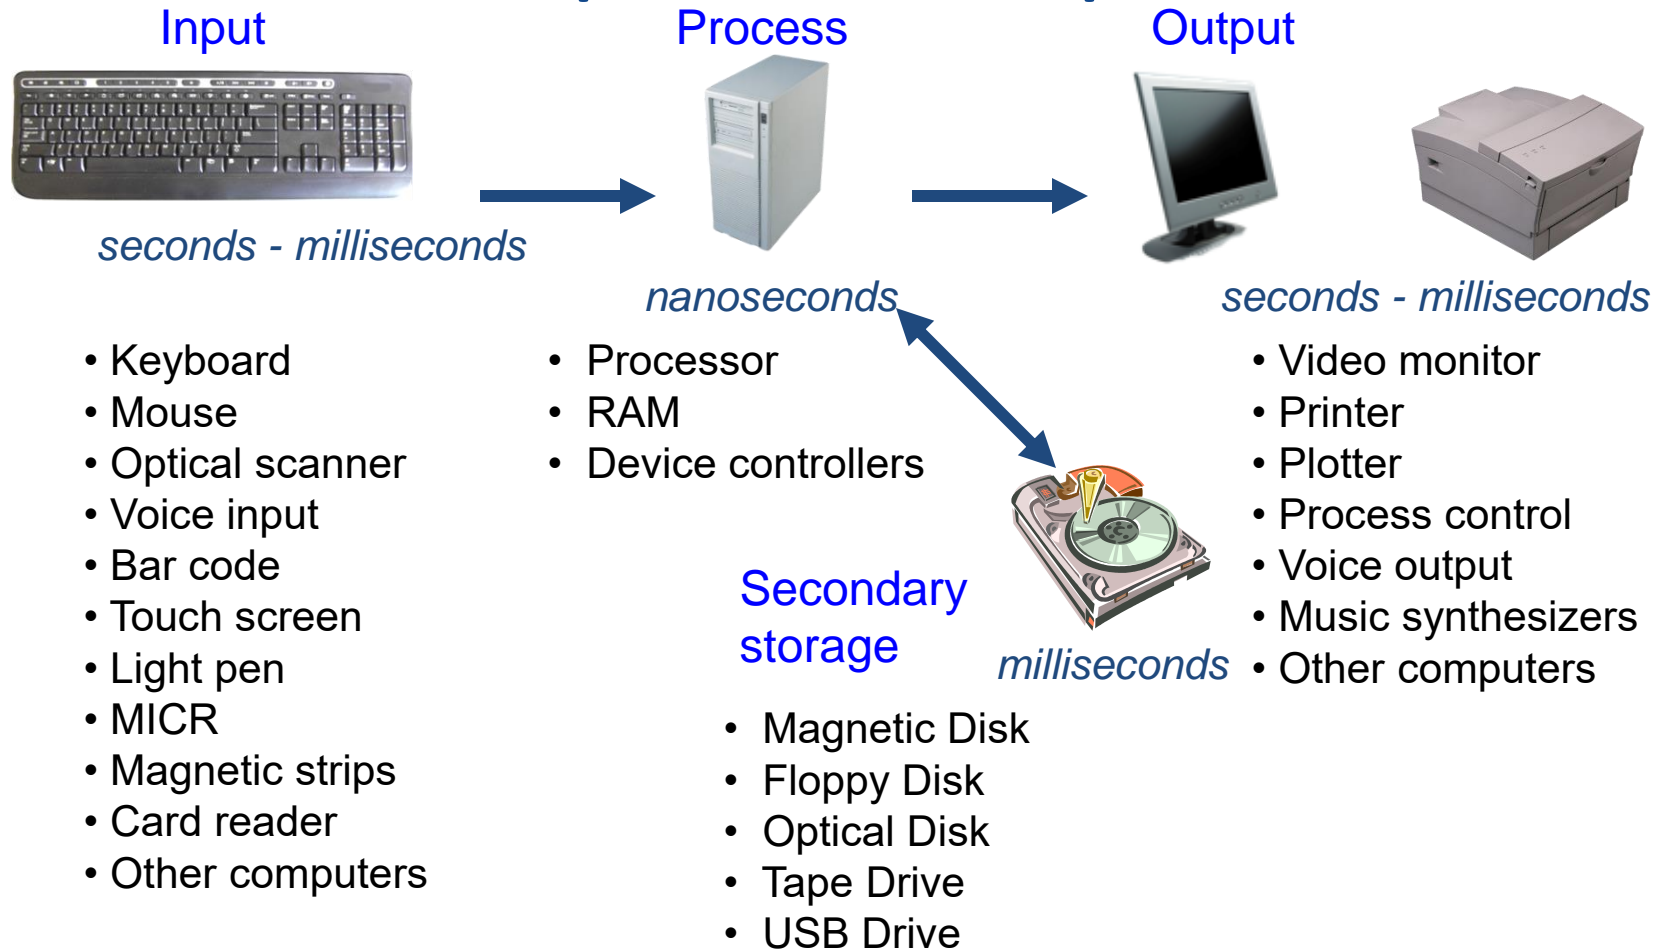 Input
Process
Output
seconds - milliseconds
nanoseconds
seconds - milliseconds
• Keyboard
• Mouse
• Optical scanner
• Voice input
• Bar code
• Touch screen
• Light pen
• MICR
• Magnetic strips
• Card reader
• Other computers
• Processor
• RAM
• Device controllers
Secondary
storage
milliseconds
• Magnetic Disk
• Floppy Disk
• Optical Disk
• Tape Drive
• USB Drive
• Video monitor
• Printer
• Plotter
• Process control
• Voice output
• Music synthesizers
• Other computers